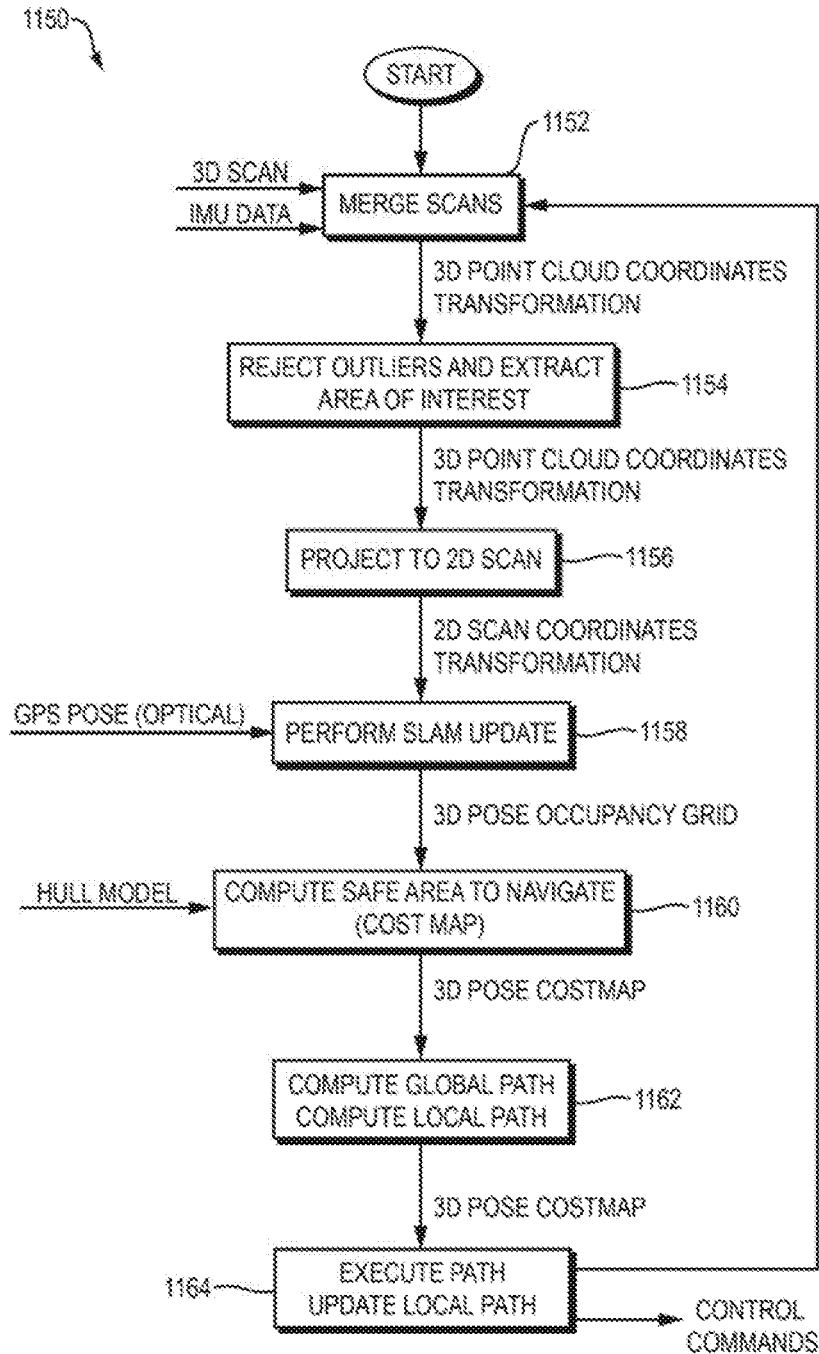 1150
START
1152
3D SCAN
IMU DATA
MERGE SCANS
3D POINT CLOUD COORDINATES
TRANSFORMATION
REJECT OUTLIERS AND EXTRACT
AREA OF INTEREST
1154
3D POINT CLOUD COORDINATES
TRANSFORMATION
PROJECT TO 2D SCAN
1156
2D SCAN COORDINATES
TRANSFORMATION
GPS POSE (OPTICAL)
PERFORM SLAM UPDATE
1158
3D POSE OCCUPANCY GRID
HULL MODEL
COMPUTE SAFE AREA TO NAVIGATE
(COST MAP)
1160
3D POSE COSTMAP
COMPUTE GLOBAL PATH
COMPUTE LOCAL PATH
1162
3D POSE COSTMAP
1164
EXECUTE PATH
UPDATE LOCAL PATH
CONTROL
COMMANDS